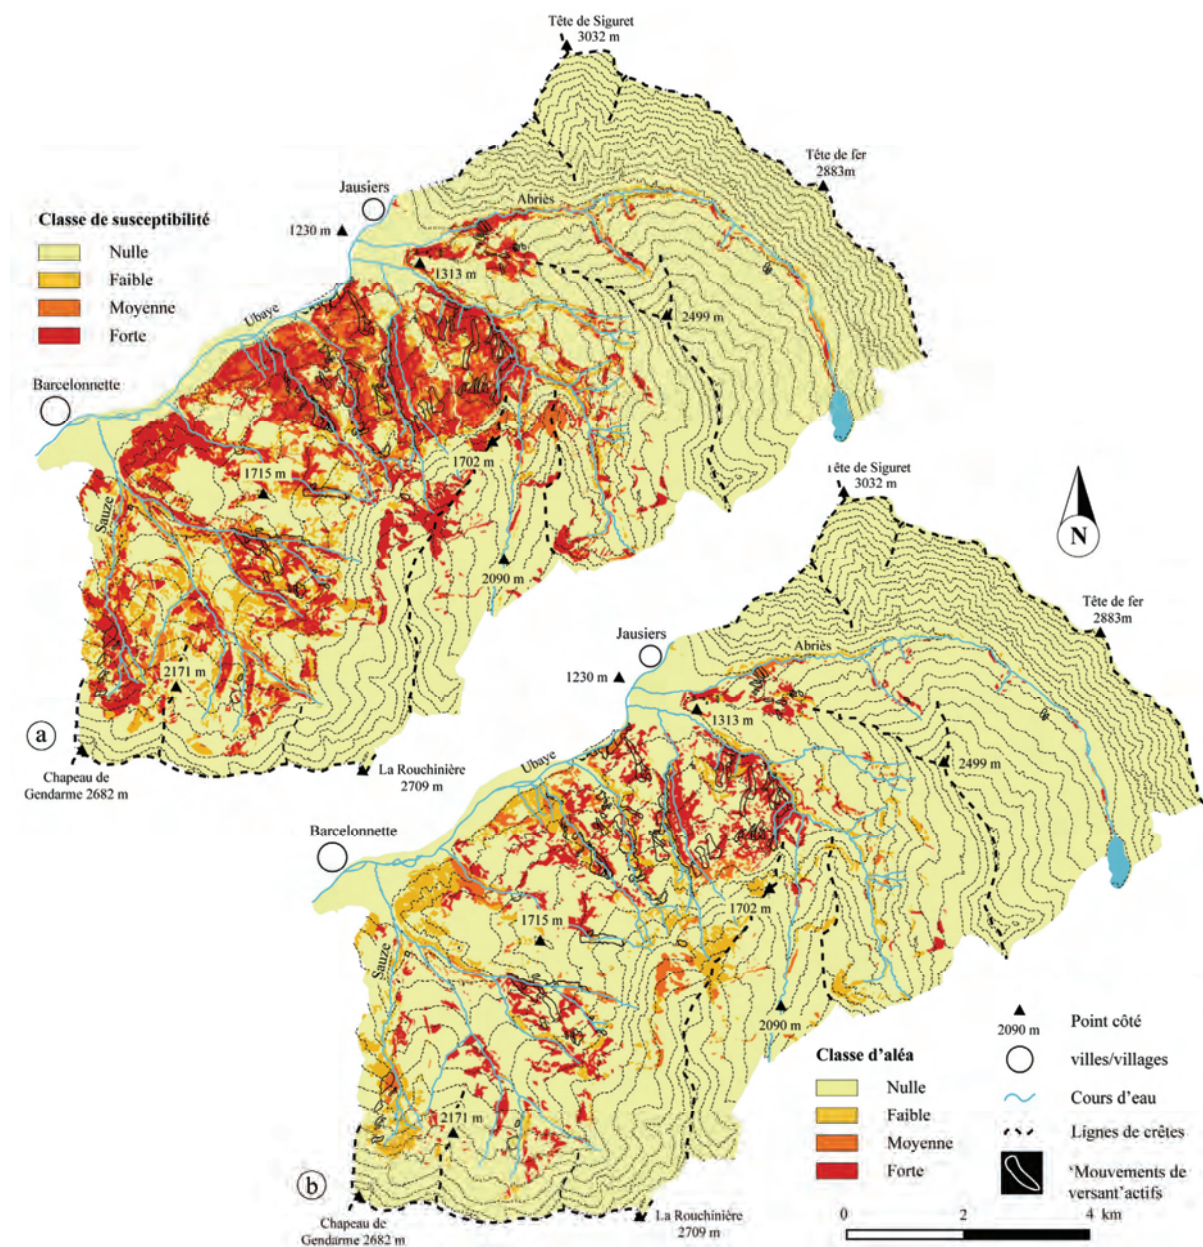 Tête de Siguret
3032 m
Tête de fer
2883m
Jausiers
Abriès
1230 m
1313 m
Classe de susceptibilité
Nulle
Faible
Moyenne
Forte
2499 m
Ubaye
Barcelonnette
1702 m
1715 m
Sauze
2090 m
2171 m
a
Chapeau de
Gendarme 2682 m
La Rouchinière
2709 m
Tête de Siguret
3032 m
N
Tête de fer
2883m
Jausiers
Abriès
1230 m
1313 m
2499 m
Ubaye
Barcelonnette
1702 m
1715 m
Sauze
2090 m
2171 m
b
Chapeau de
Gendarme 2682 m
La Rouchinière
2709 m
Classe d'aléa
Nulle
Faible
Moyenne
Forte
2090 m
Point côté
villes/villages
Cours d'eau
Lignes de crêtes
'Mouvements de
versant'actifs
0 2 4 km